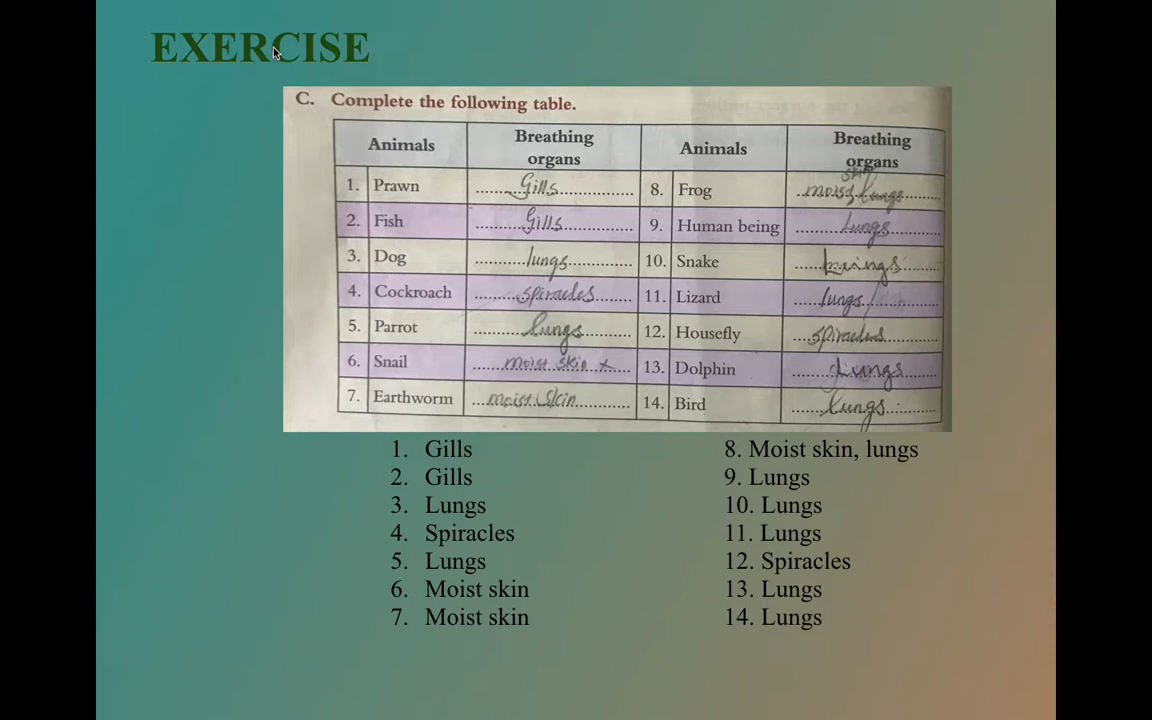 EXERCISE
C. Complete the following table.
Animals Breathing organs Animals Breathing organs
1. Prawn Gills 8. Frog moist skin lungs
2. Fish Gills 9. Human being Lungs
3. Dog lungs 10. Snake
4. Cockroach spiracles 11. Lizard lungs
5. Parrot lungs 12. Housefly spiracles
6. Snail moist skin x 13. Dolphin Lungs
7. Earthworm moist skin 14. Bird lungs
1. Gills
2. Gills
3. Lungs
4. Spiracles
5. Lungs
6. Moist skin
7. Moist skin
8. Moist skin, lungs
9. Lungs
10. Lungs
11. Lungs
12. Spiracles
13. Lungs
14. Lungs